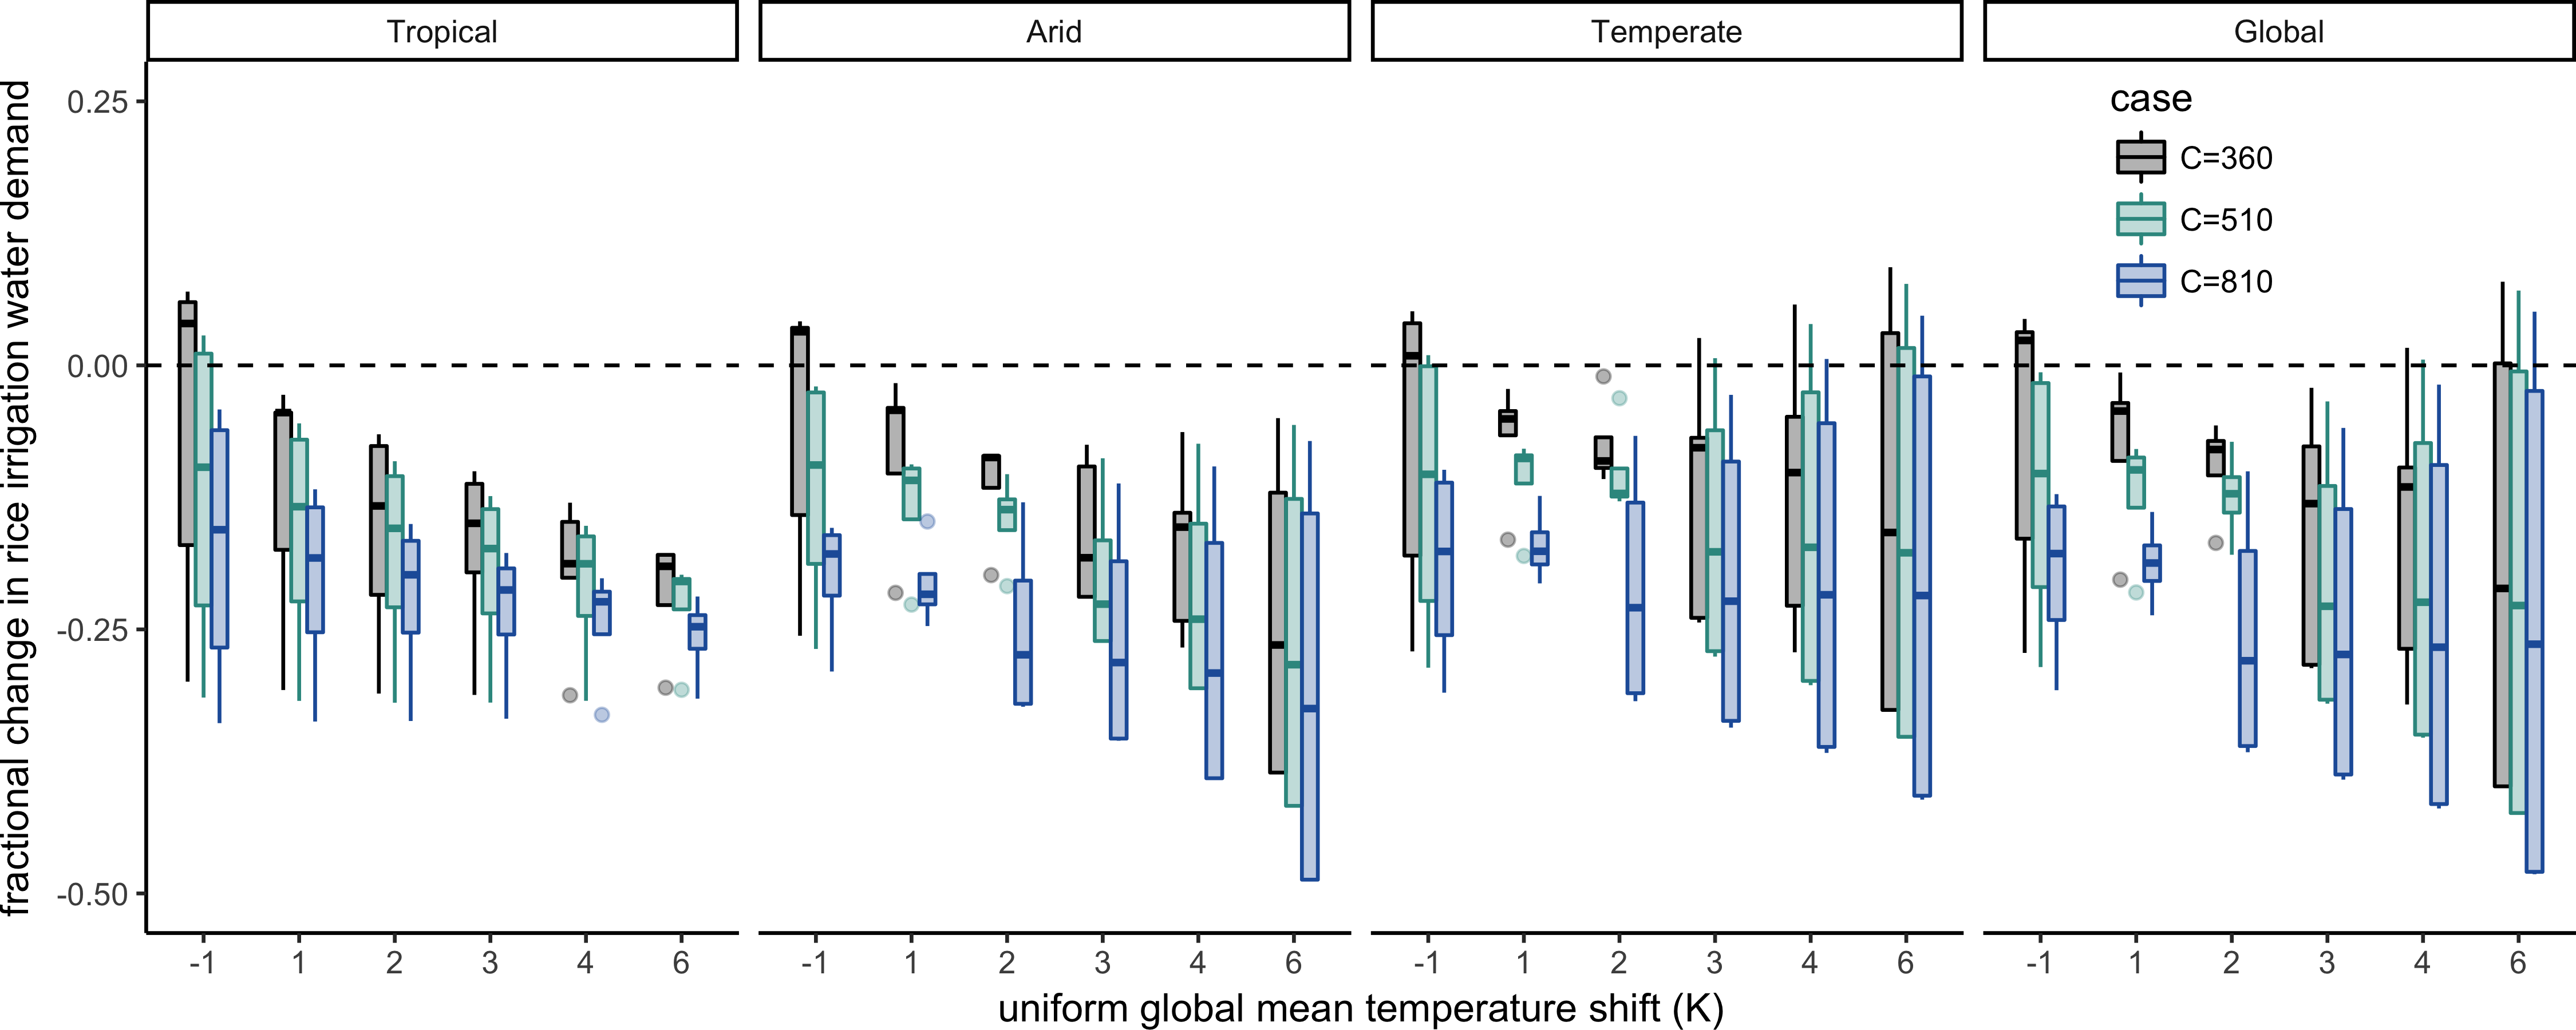 Tropical Arid Temperate Global
fractional change in rice irrigation water demand
0.25
0.00
-0.25
-0.50
case
C=360
C=510
C=810
-1 1 2 3 4 6 -1 1 2 3 4 6 -1 1 2 3 4 6 -1 1 2 3 4 6
uniform global mean temperature shift (K)